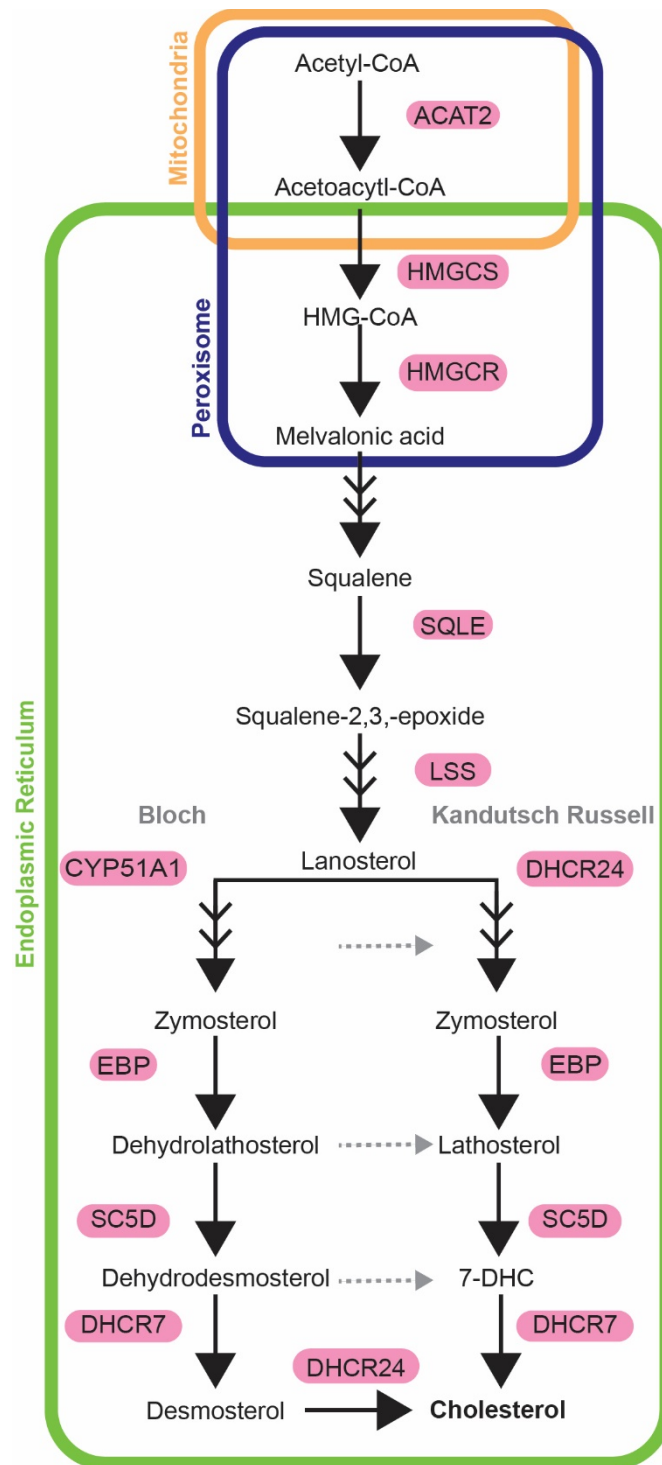 Mitochondria
Peroxisome
Endoplasmic Reticulum
Acetyl-CoA
ACAT2
Acetoacytl-CoA
HMGCS
HMG-CoA
HMGCR
Melvalonic acid
Squalene
SQLE
Squalene-2,3,-epoxide
LSS
Bloch
Kandutsch Russell
CYP51A1
Lanosterol
DHCR24
Zymosterol
Zymosterol
EBP
EBP
Dehydrolathosterol
Lathosterol
SC5D
SC5D
Dehydrodesmosterol
7-DHC
DHCR7
DHCR7
DHCR24
Desmosterol
Cholesterol